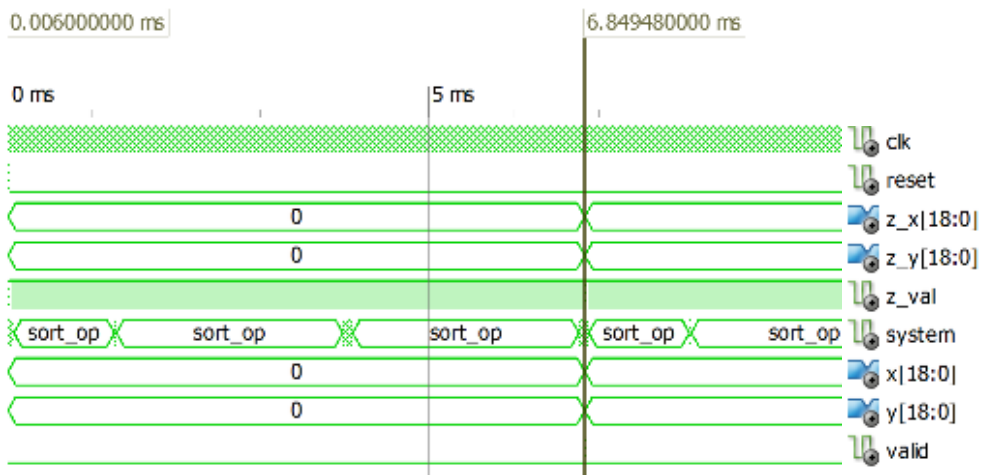 0.006000000 ms 6.849480000 ms
0 ms 5 ms
clk
reset
0 z_x|18:0|
0 z_y[18:0]
z_val
sort_op sort_op sort_op sort_op sort_op system
0 x|18:0|
0 y[18:0]
valid